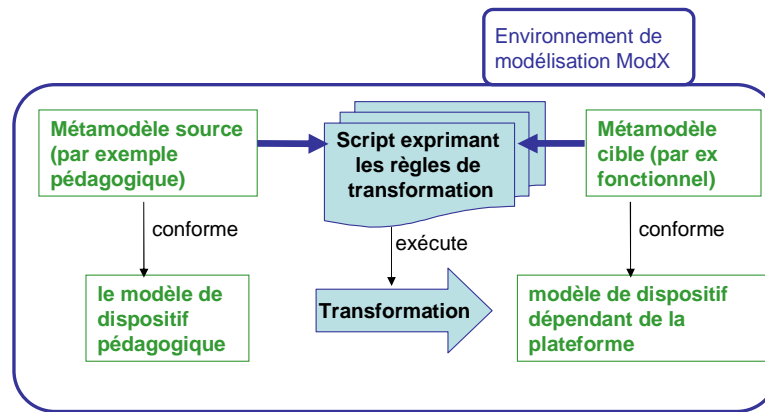 Environnement de
modélisation ModX
Métamodèle source
(par exemple
pédagogique)
Script exprimant
les règles de
transformation
Métamodèle
cible (par ex
fonctionnel)
conforme
exécute
conforme
le modèle de
dispositif
pédagogique
Transformation
modèle de dispositif
dépendant de la
plateforme